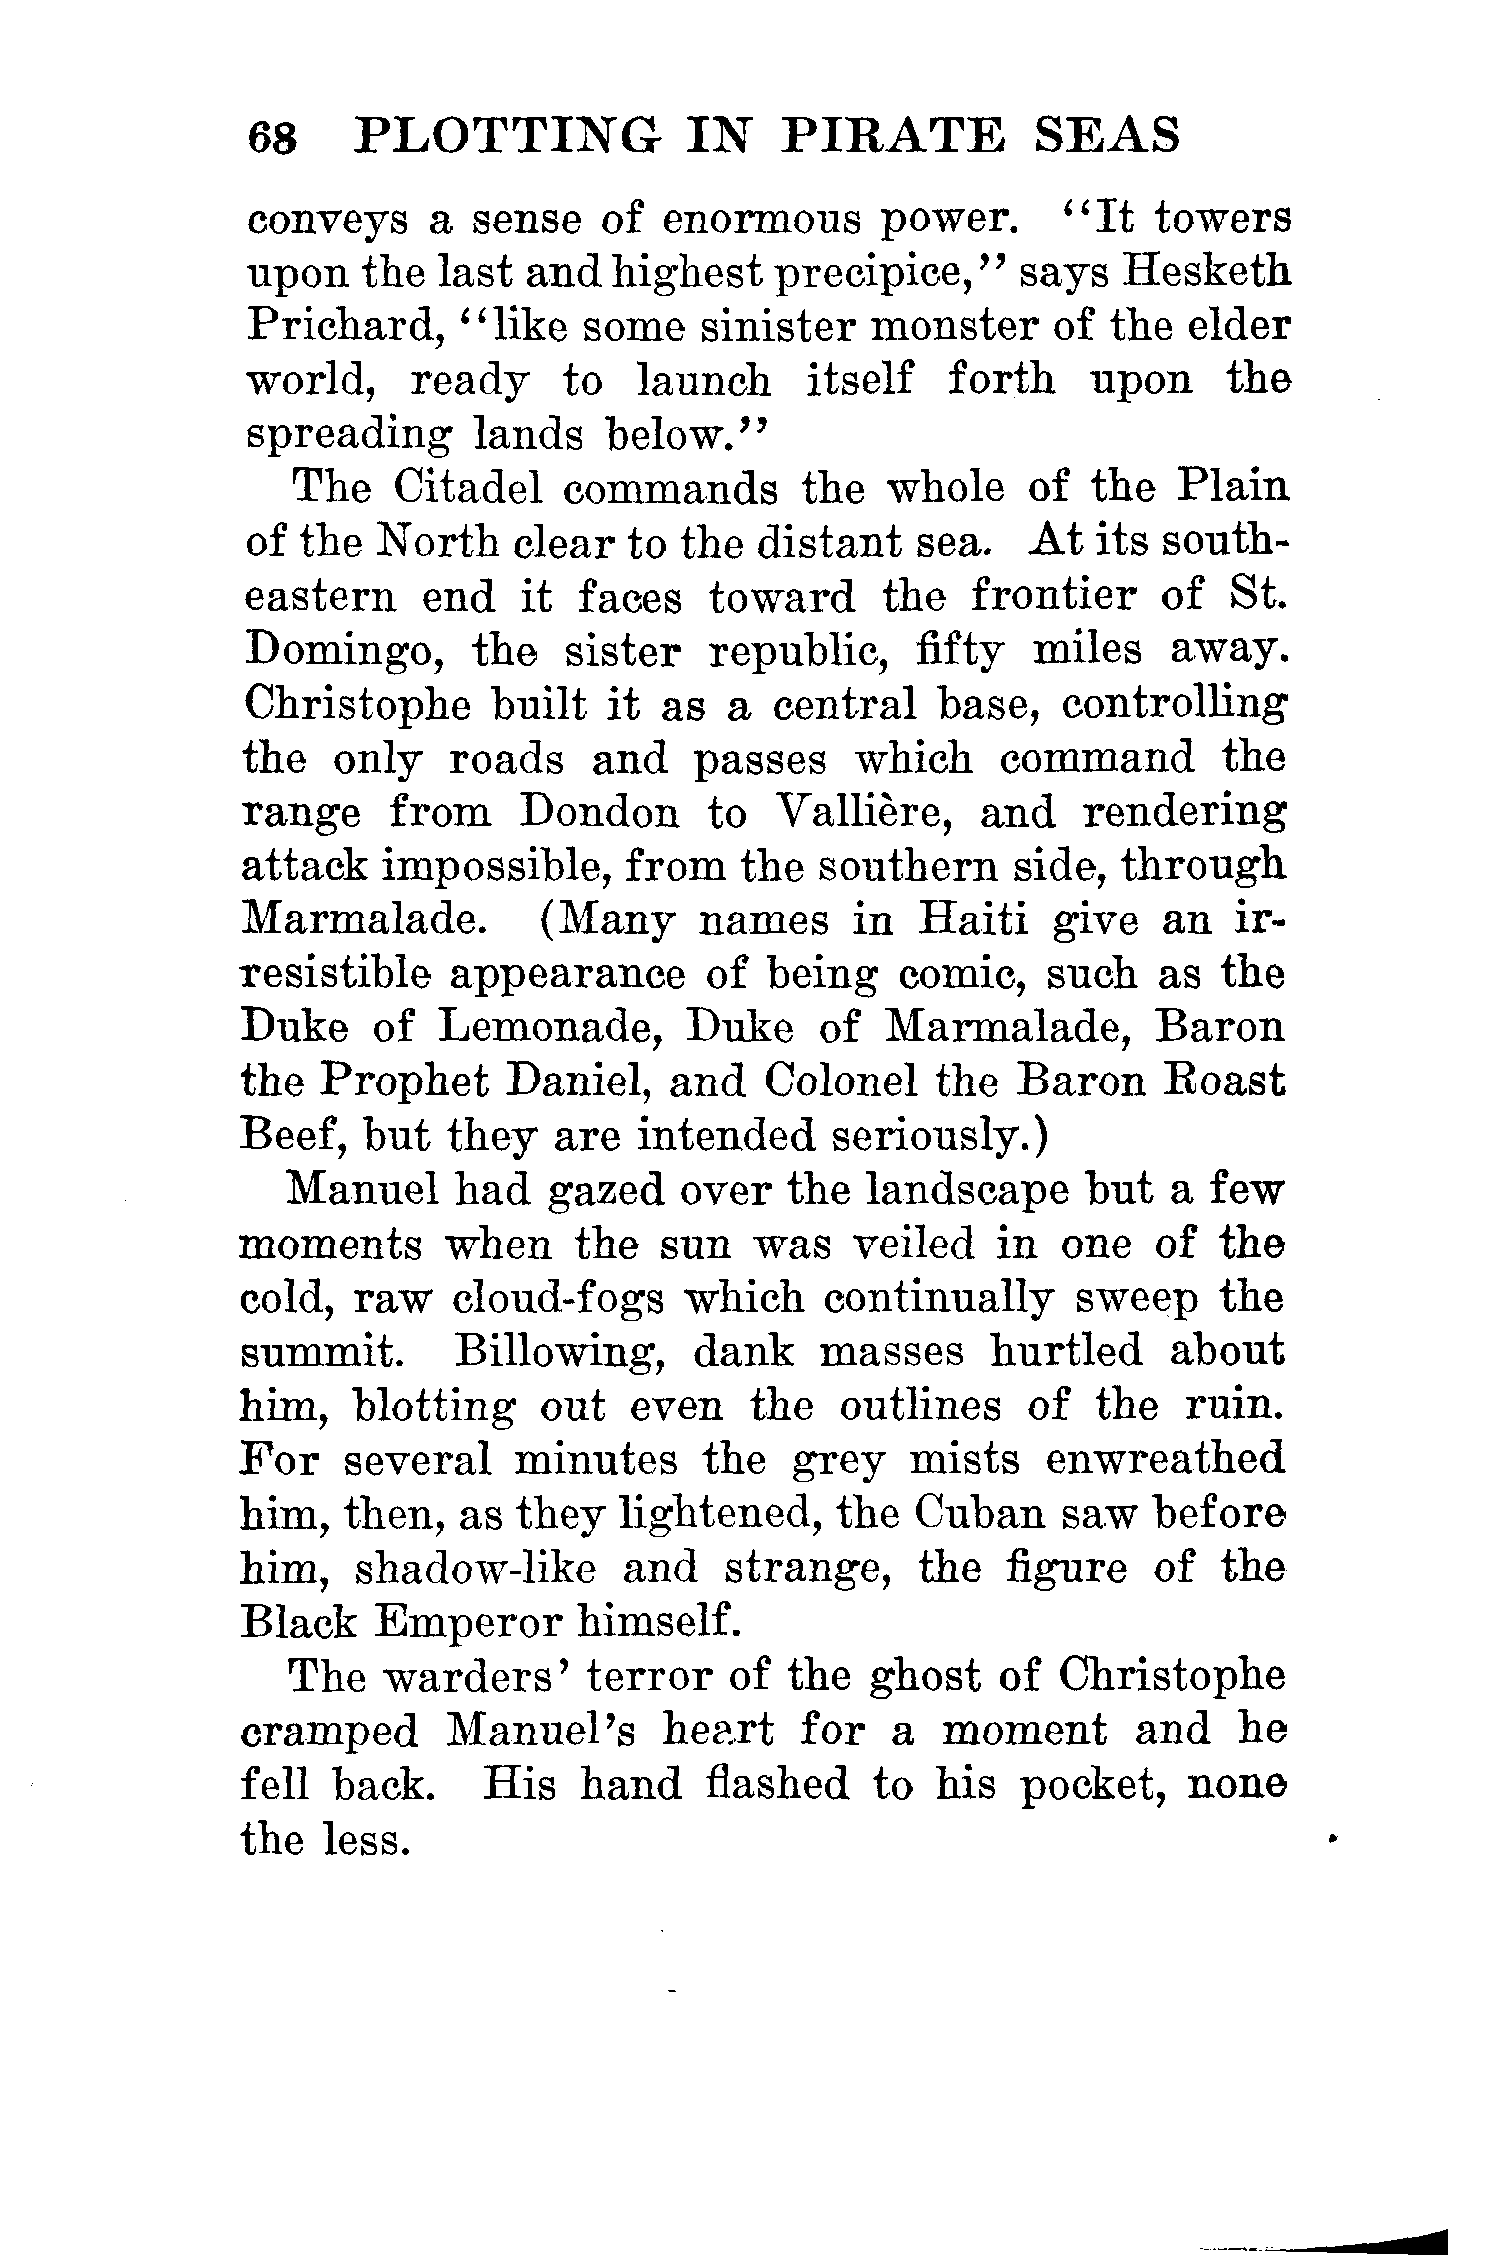 68 PLOTTING IN PIRATE SEAS
conveys a sense of enormous power. "It towers
upon the last and highest precipice," says Hesketh
Prichard, "like some sinister monster of the elder
world, ready to launch itself forth upon the
spreading lands below."
The Citadel commands the whole of the Plain
of the North clear to the distant sea. At its south-
eastern end it faces toward the frontier of St.
Domingo, the sister republic, fifty miles away.
Christophe built it as a central base, controlling
the only roads and passes which command the
range from Dondon to Vallière, and rendering
attack impossible, from the southern side, through
Marmalade. (Many names in Haiti give an ir-
resistible appearance of being comic, such as the
Duke of Lemonade, Duke of Marmalade, Baron
the Prophet Daniel, and Colonel the Baron Roast
Beef, but they are intended seriously.)
Manuel had gazed over the landscape but a few
moments when the sun was veiled in one of the
cold, raw cloud-fogs which continually sweep the
summit. Billowing, dank masses hurtled about
him, blotting out even the outlines of the ruin.
For several minutes the grey mists enwreathed
him, then, as they lightened, the Cuban saw before
him, shadow-like and strange, the figure of the
Black Emperor himself.
The warders' terror of the ghost of Christophe
cramped Manuel's heart for a moment and he
fell back. His hand flashed to his pocket, none
the less.